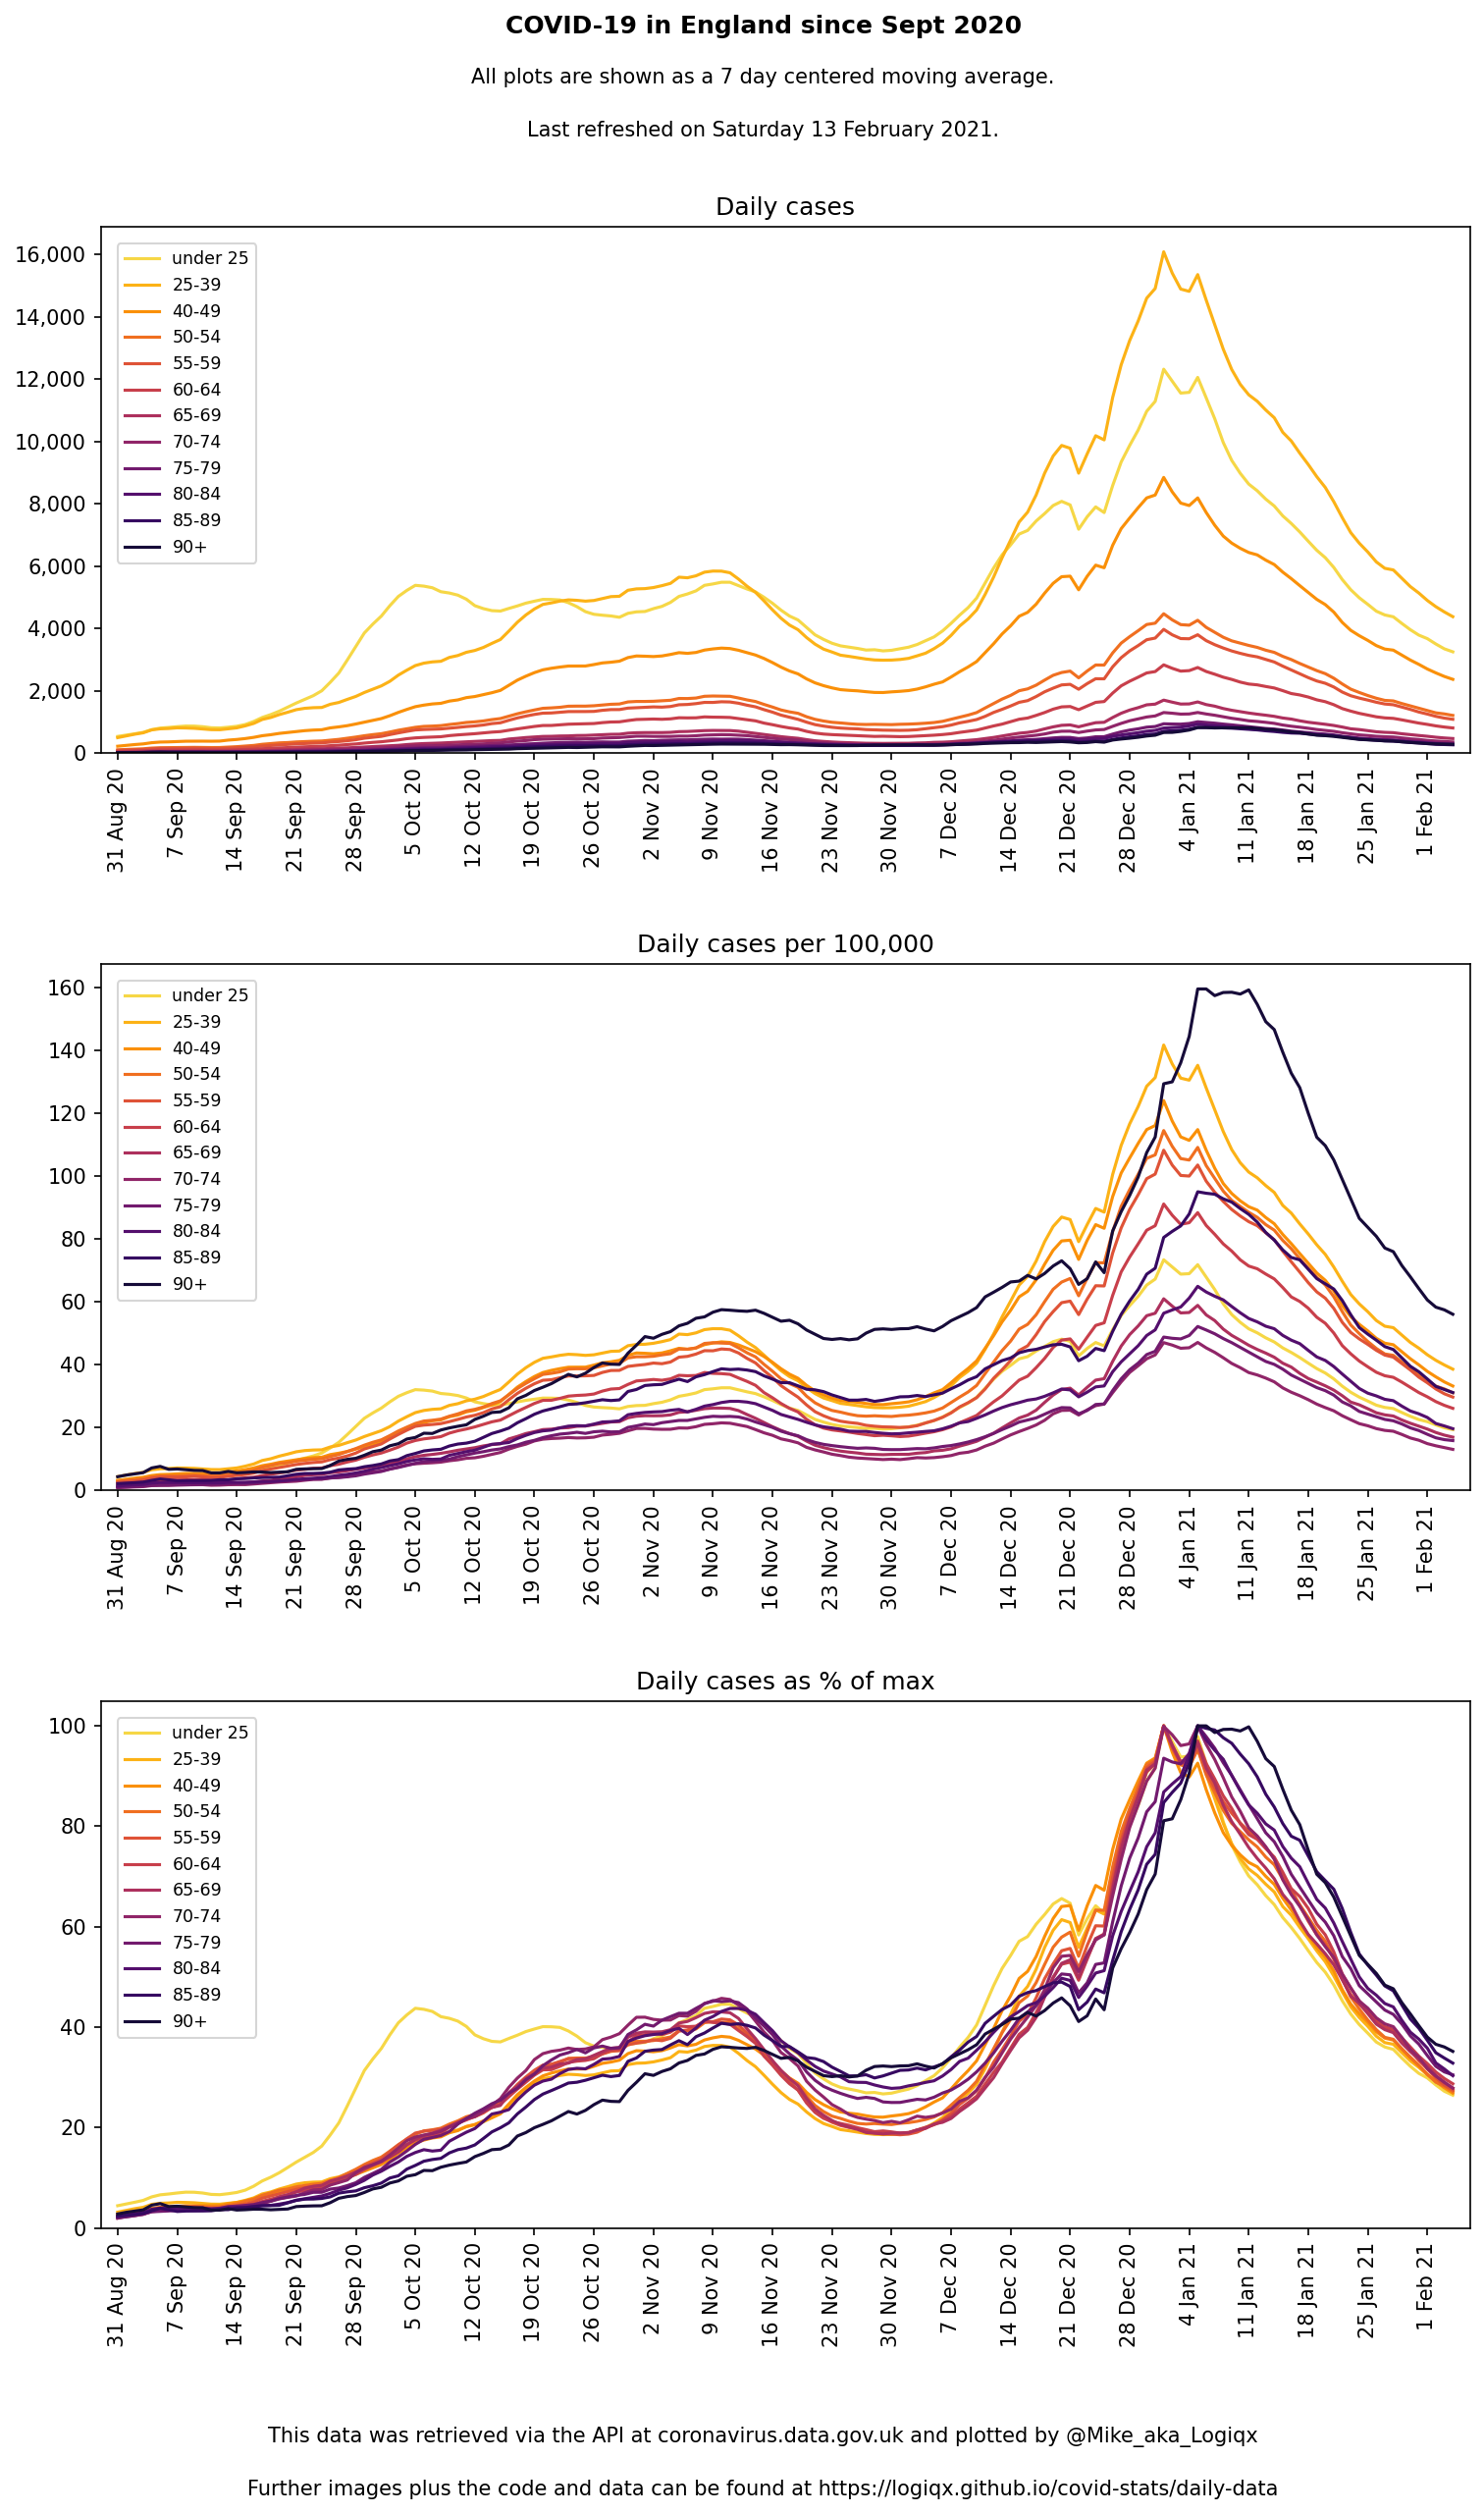 COVID-19 in England since Sept 2020
All plots are shown as a 7 day centered moving average.
Last refreshed on Saturday 13 February 2021.
Daily cases
16,000
14,000
12,000
10,000
8,000
6,000
4,000
2,000
0
under 25
25-39
40-49
50-54
55-59
60-64
65-69
70-74
75-79
80-84
85-89
90+
31 Aug 20
7 Sep 20
14 Sep 20
21 Sep 20
28 Sep 20
5 Oct 20
12 Oct 20
19 Oct 20
26 Oct 20
2 Nov 20
9 Nov 20
16 Nov 20
23 Nov 20
30 Nov 20
7 Dec 20
14 Dec 20
21 Dec 20
28 Dec 20
4 Jan 21
11 Jan 21
18 Jan 21
25 Jan 21
1 Feb 21
Daily cases per 100,000
160
140
120
100
80
60
40
20
0
under 25
25-39
40-49
50-54
55-59
60-64
65-69
70-74
75-79
80-84
85-89
90+
31 Aug 20
7 Sep 20
14 Sep 20
21 Sep 20
28 Sep 20
5 Oct 20
12 Oct 20
19 Oct 20
26 Oct 20
2 Nov 20
9 Nov 20
16 Nov 20
23 Nov 20
30 Nov 20
7 Dec 20
14 Dec 20
21 Dec 20
28 Dec 20
4 Jan 21
11 Jan 21
18 Jan 21
25 Jan 21
1 Feb 21
Daily cases as % of max
100
80
60
40
20
0
under 25
25-39
40-49
50-54
55-59
60-64
65-69
70-74
75-79
80-84
85-89
90+
31 Aug 20
7 Sep 20
14 Sep 20
21 Sep 20
28 Sep 20
5 Oct 20
12 Oct 20
19 Oct 20
26 Oct 20
2 Nov 20
9 Nov 20
16 Nov 20
23 Nov 20
30 Nov 20
7 Dec 20
14 Dec 20
21 Dec 20
28 Dec 20
4 Jan 21
11 Jan 21
18 Jan 21
25 Jan 21
1 Feb 21
This data was retrieved via the API at coronavirus.data.gov.uk and plotted by @Mike_aka_Logiqx
Further images plus the code and data can be found at https://logiqx.github.io/covid-stats/daily-data